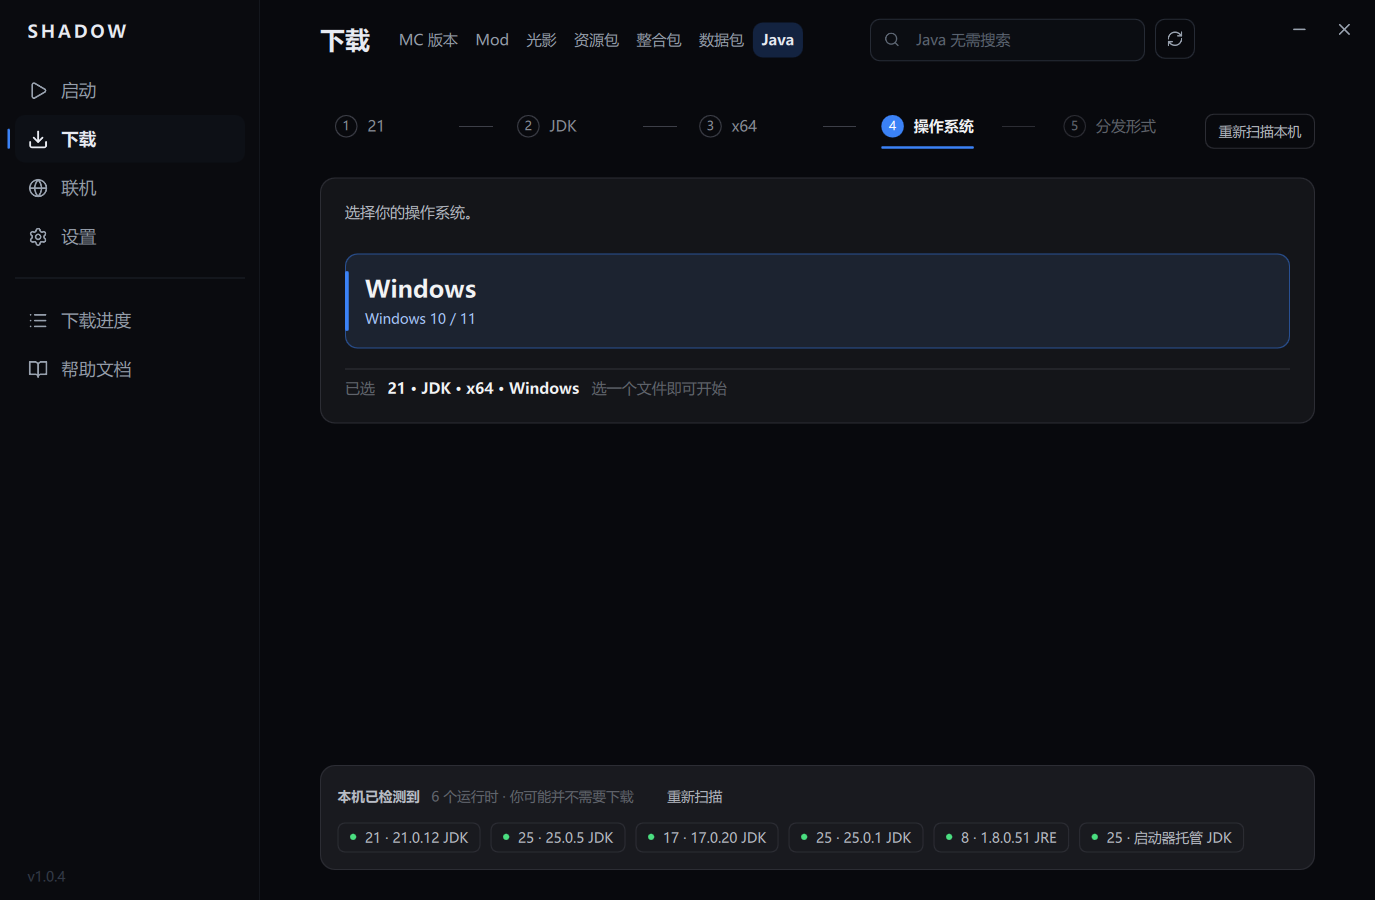 SHADOW
启动
下载
联机
设置
下载进度
帮助文档
v1.0.4
下载 MC 版本 Mod 光影 资源包 整合包 数据包 Java
Java 无需搜索
1 21 2 JDK 3 x64 4 操作系统 5 分发形式
重新扫描本机
选择你的操作系统。
Windows
Windows 10 / 11
已选 21 • JDK • x64 • Windows 选一个文件即可开始
本机已检测到 6 个运行时 · 你可能并不需要下载 重新扫描
21 · 21.0.12 JDK 25 · 25.0.5 JDK 17 · 17.0.20 JDK 25 · 25.0.1 JDK 8 · 1.8.0.51 JRE 25 · 启动器托管 JDK